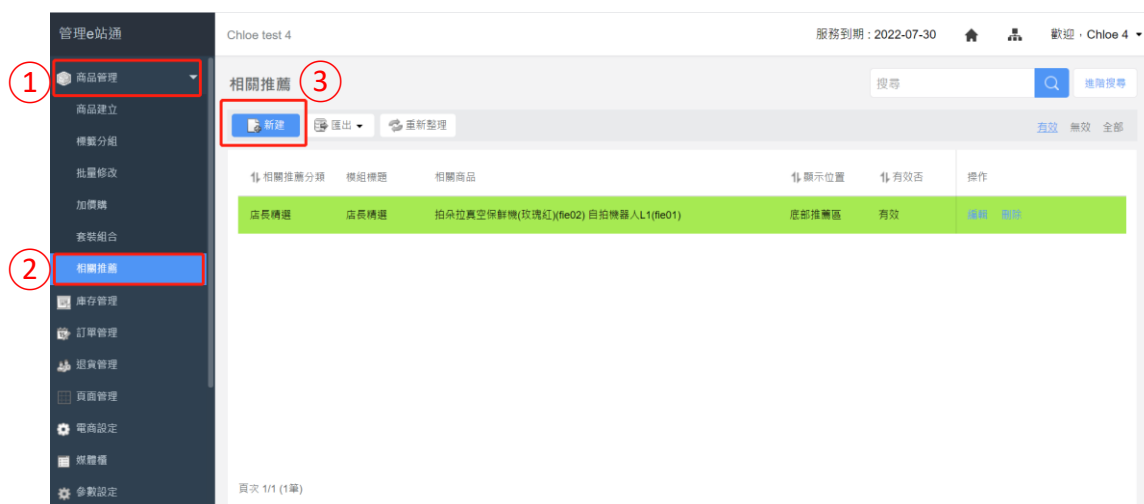 管理e站通
Chloe test 4
服務到期：2022-07-30
歡迎，Chloe 4
1
商品管理
商品建立
標籤分組
批量修改
加價購
套裝組合
2
相關推薦
庫存管理
訂單管理
退貨管理
頁面管理
電商設定
媒體櫃
參數設定
相關推薦
3
搜尋
進階搜尋
新建
匯出
重新整理
有效 無效 全部
相關推薦分類 模組標題 相關商品 顯示位置 有效否 操作
店長精選 店長精選 拍朵拉真空保鮮機(玫瑰紅)(fie02) 自拍機器人L1(fie01) 底部推薦區 有效 編輯 刪除
頁次 1/1 (1筆)